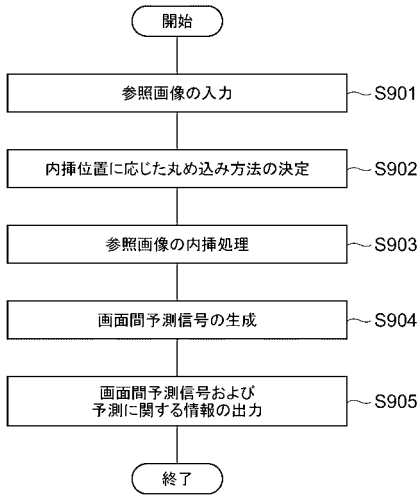 開始
参照画像の入力
S901
内挿位置に応じた丸め込み方法の決定
S902
参照画像の内挿処理
S903
画面間予測信号の生成
S904
画面間予測信号および
予測に関する情報の出力
S905
終了